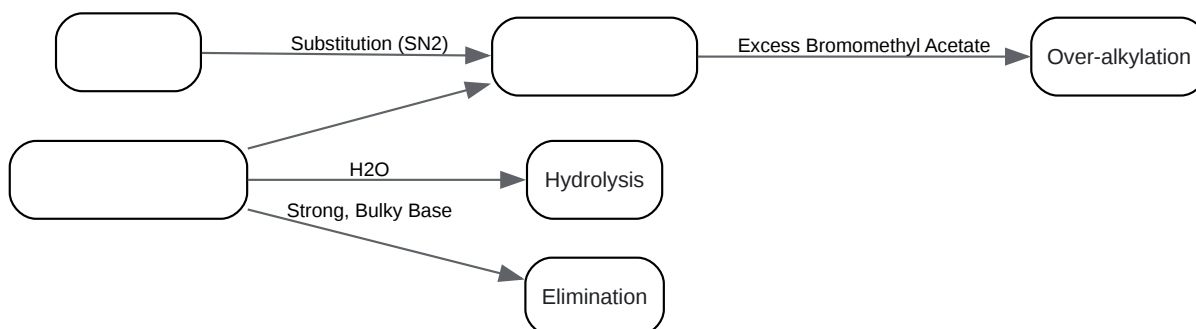 Substitution (SN2)
Excess Bromomethyl Acetate
Over-alkylation
H2O
Hydrolysis
Strong, Bulky Base
Elimination